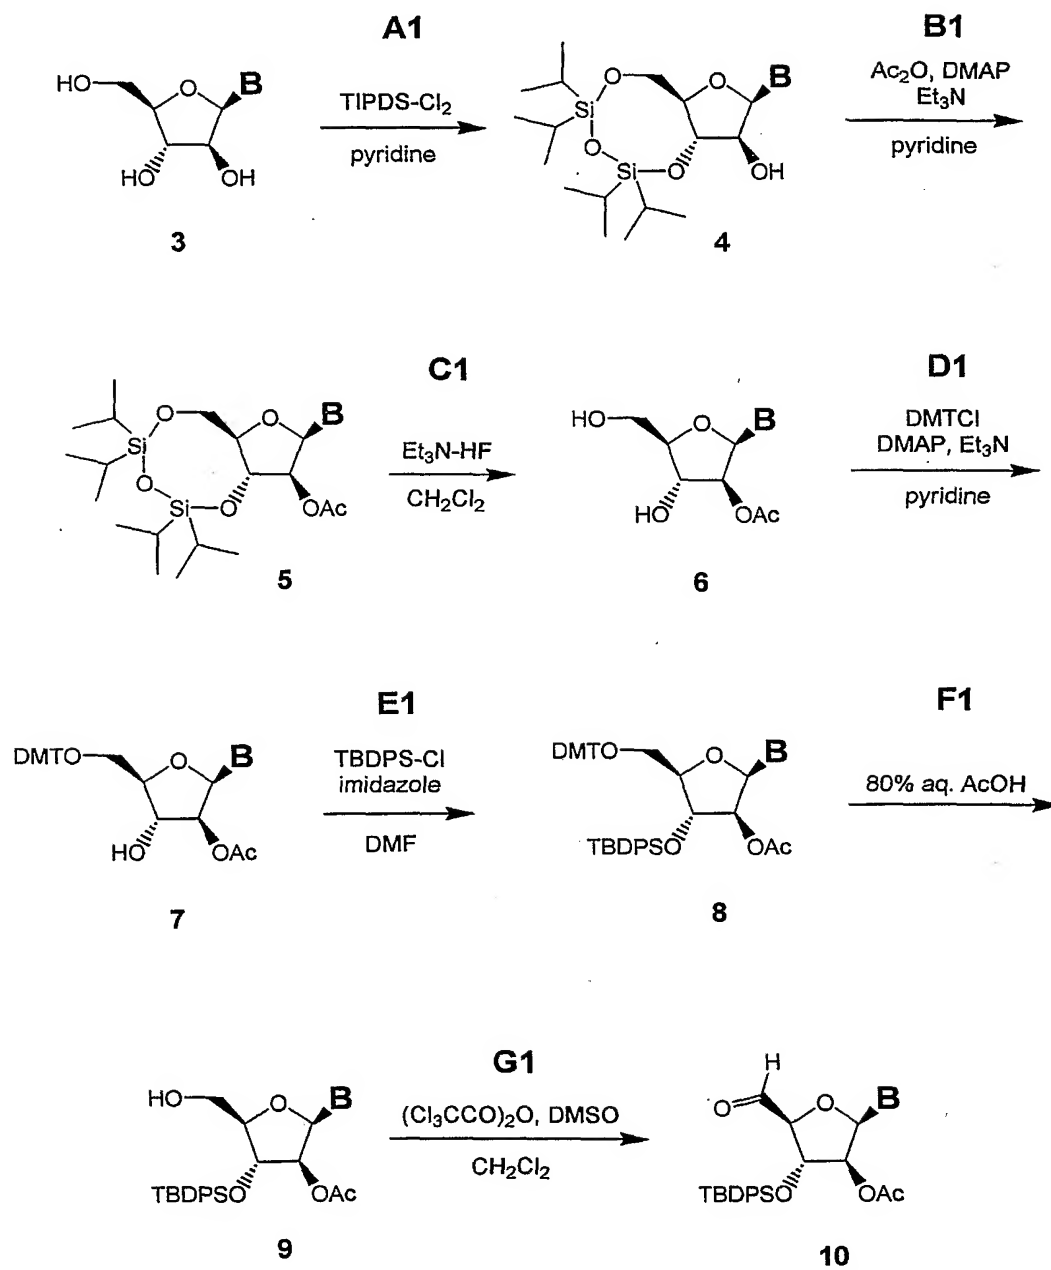 A1
B1
HO
O
B
TIPDS-Cl₂
pyridine
HO
OH
3
O
O
B
Si
O
Si
O
OH
4
Ac₂O, DMAP
Et₃N
pyridine
C1
D1
O
O
B
Si
O
Si
O
OAc
5
Et₃N-HF
CH₂Cl₂
HO
O
B
HO
OAc
6
DMTCl
DMAP, Et₃N
pyridine
E1
F1
DMTO
O
B
HO
OAc
7
TBDPS-Cl
imidazole
DMF
DMTO
O
B
TBDPSO
OAc
8
80% aq. AcOH
G1
HO
O
B
TBDPSO
OAc
9
(Cl₃CCO)₂O, DMSO
CH₂Cl₂
H
O
O
B
TBDPSO
OAc
10